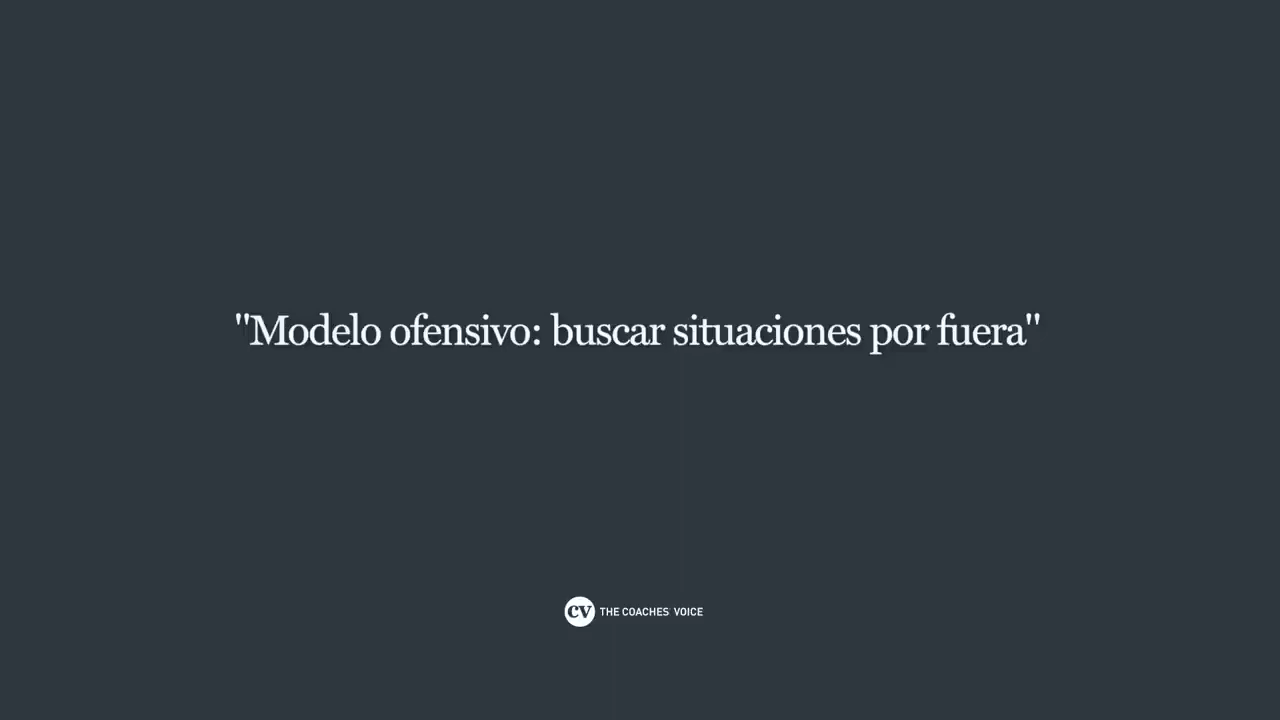 "Modelo ofensivo: buscar situaciones por fuera"
CV THE COACHES' VOICE